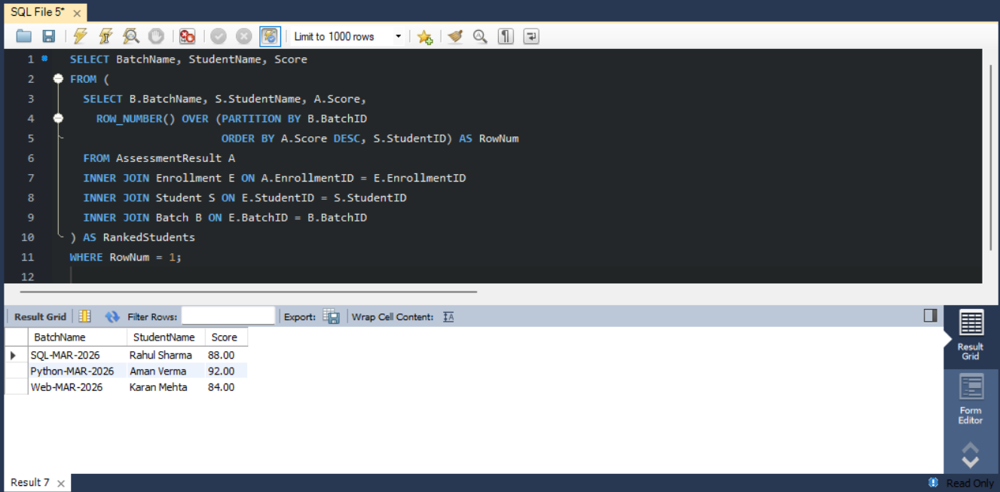 SQL File 5*
Limit to 1000 rows
1 SELECT BatchName, StudentName, Score
2 FROM (
3 SELECT B.BatchName, S.StudentName, A.Score,
4 ROW_NUMBER() OVER (PARTITION BY B.BatchID
5 ORDER BY A.Score DESC, S.StudentID) AS RowNum
6 FROM AssessmentResult A
7 INNER JOIN Enrollment E ON A.EnrollmentID = E.EnrollmentID
8 INNER JOIN Student S ON E.StudentID = S.StudentID
9 INNER JOIN Batch B ON E.BatchID = B.BatchID
10 ) AS RankedStudents
11 WHERE RowNum = 1;
12
Result Grid Filter Rows: Export: Wrap Cell Content:
BatchName StudentName Score
SQL-MAR-2026 Rahul Sharma 88.00
Python-MAR-2026 Aman Verma 92.00
Web-MAR-2026 Karan Mehta 84.00
Result
Grid
Form
Editor
Result 7
Read Only